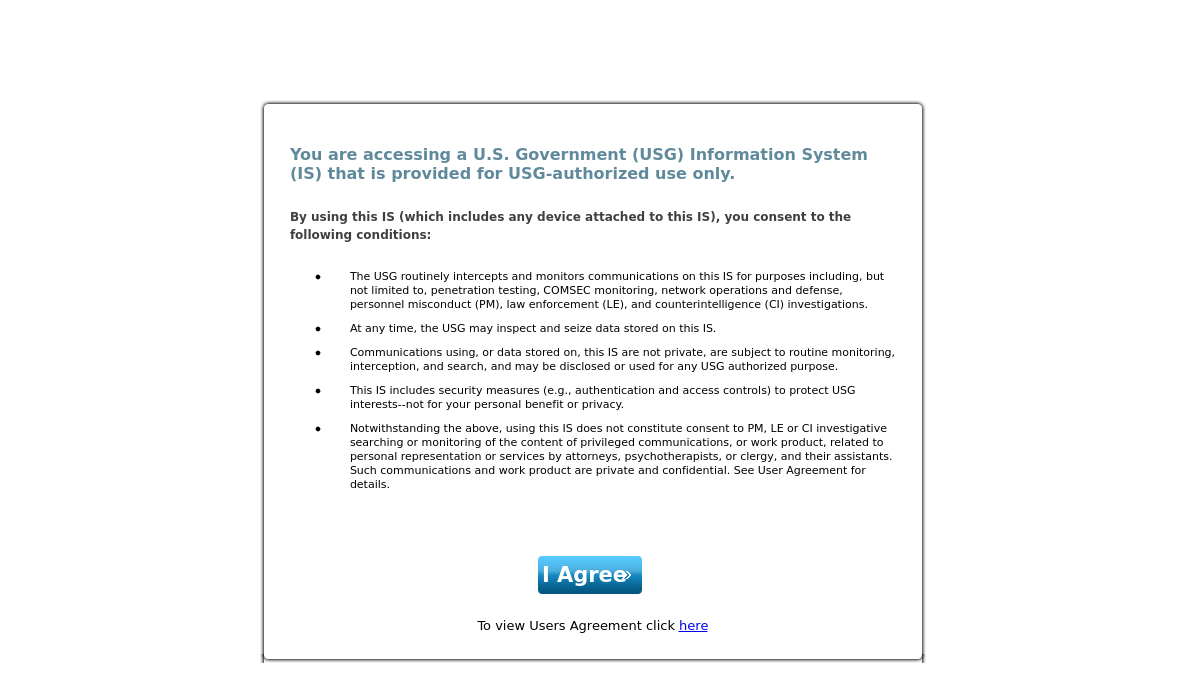 You are accessing a U.S. Government (USG) Information System
(IS) that is provided for USG-authorized use only.
By using this IS (which includes any device attached to this IS), you consent to the
following conditions:
• The USG routinely intercepts and monitors communications on this IS for purposes including, but
not limited to, penetration testing, COMSEC monitoring, network operations and defense,
personnel misconduct (PM), law enforcement (LE), and counterintelligence (CI) investigations.
• At any time, the USG may inspect and seize data stored on this IS.
• Communications using, or data stored on, this IS are not private, are subject to routine monitoring,
interception, and search, and may be disclosed or used for any USG authorized purpose.
• This IS includes security measures (e.g., authentication and access controls) to protect USG
interests--not for your personal benefit or privacy.
• Notwithstanding the above, using this IS does not constitute consent to PM, LE or CI investigative
searching or monitoring of the content of privileged communications, or work product, related to
personal representation or services by attorneys, psychotherapists, or clergy, and their assistants.
Such communications and work product are private and confidential. See User Agreement for
details.
I Agree
To view Users Agreement click here